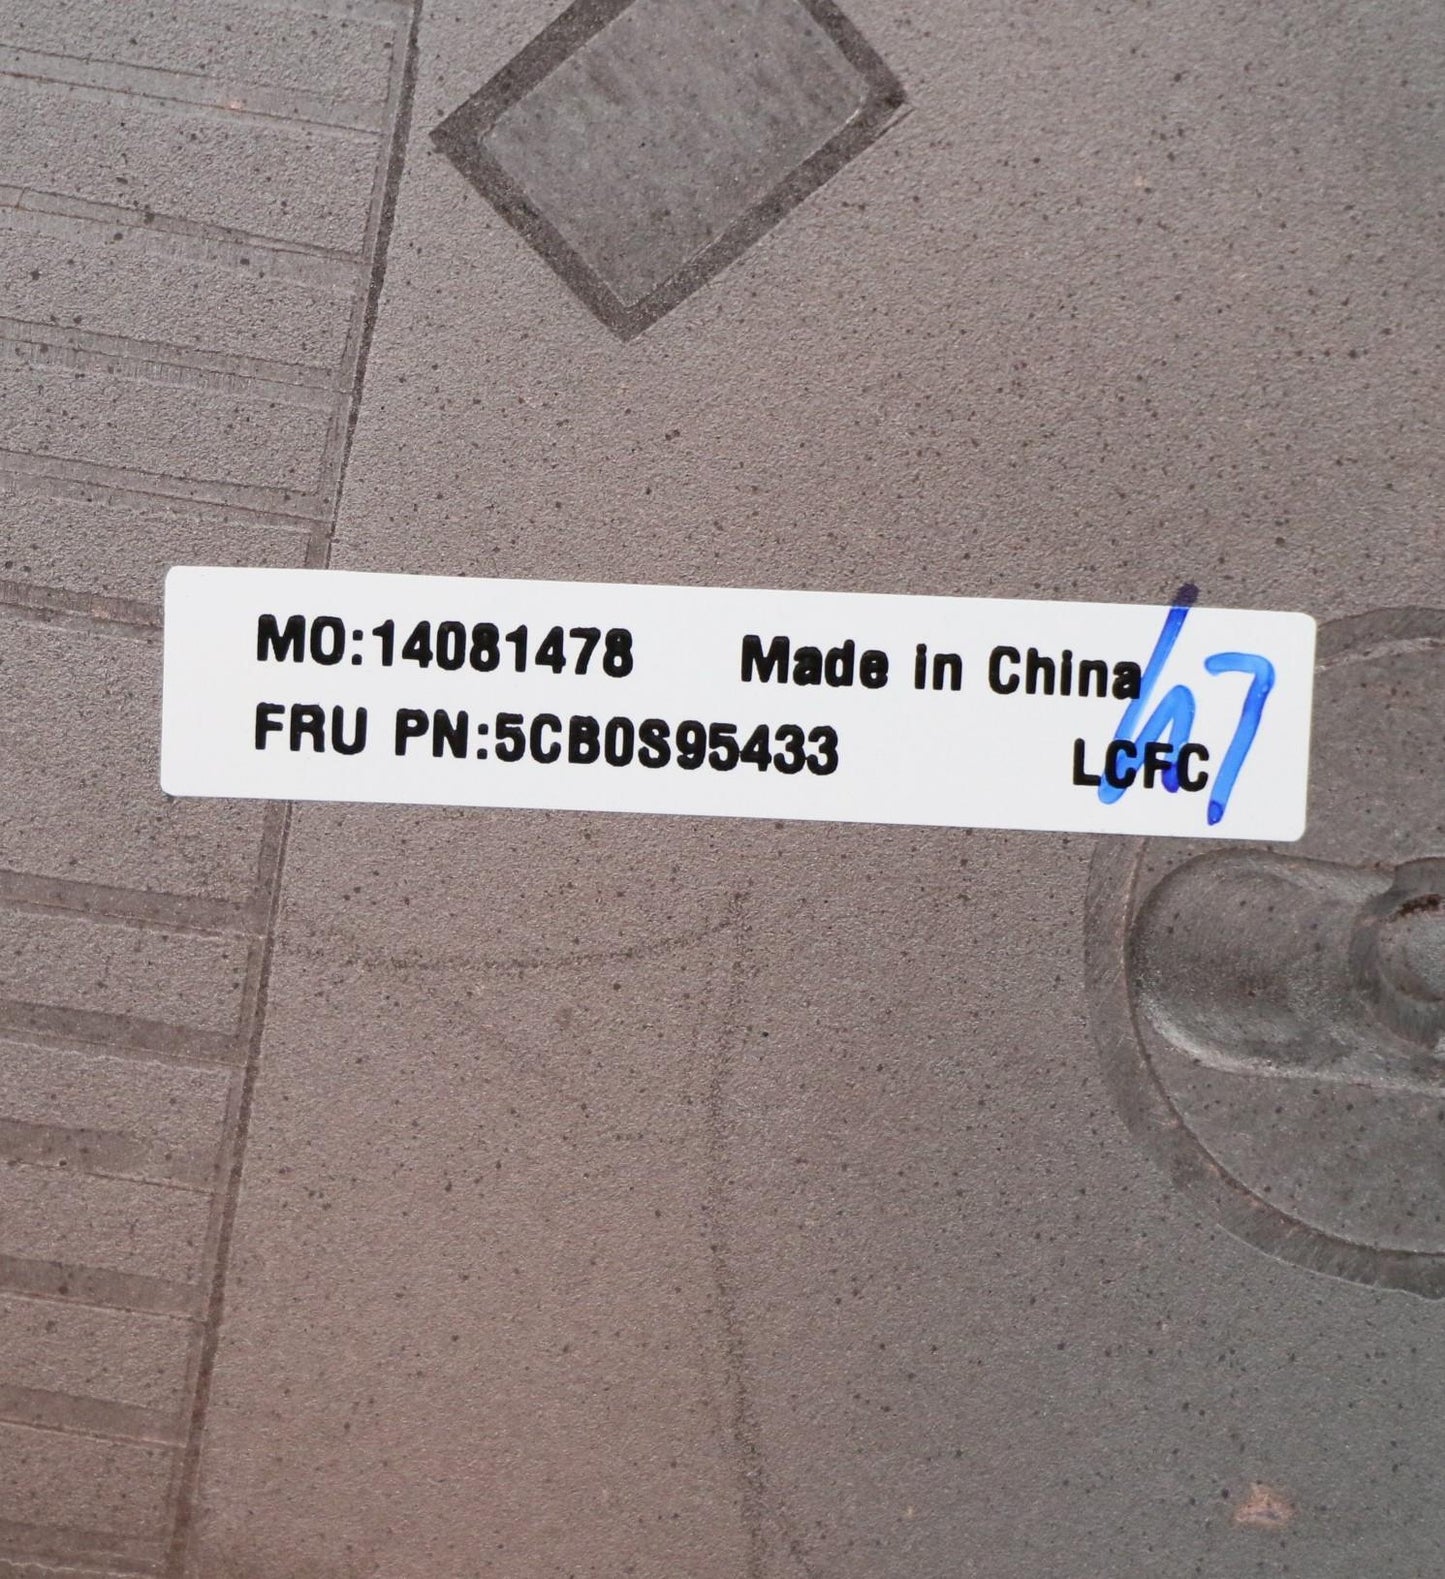 MO:14081478 Made in China
FRU PN:5CB0S95433 LCFC